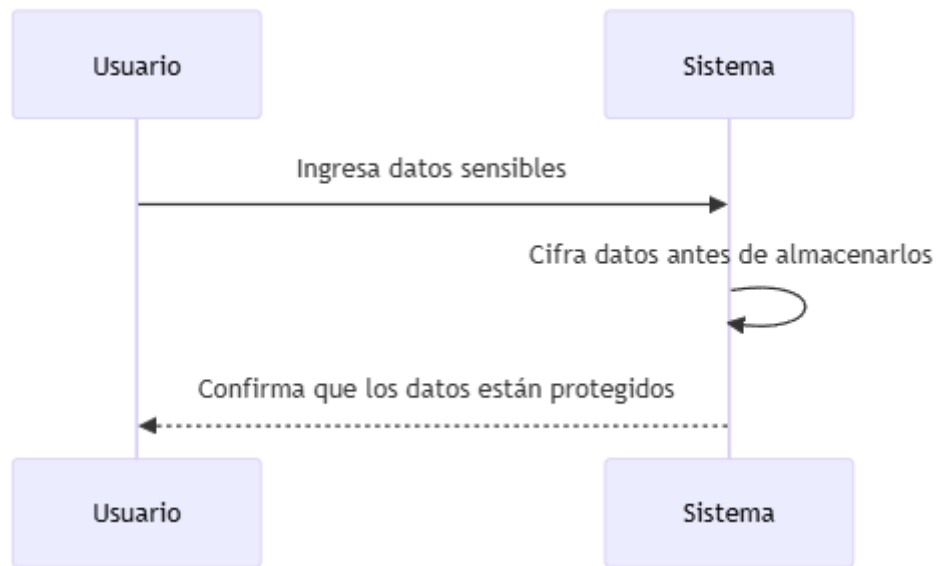 Usuario
Sistema
Ingresa datos sensibles
Cifra datos antes de almacenarlos
Confirma que los datos están protegidos
Usuario
Sistema